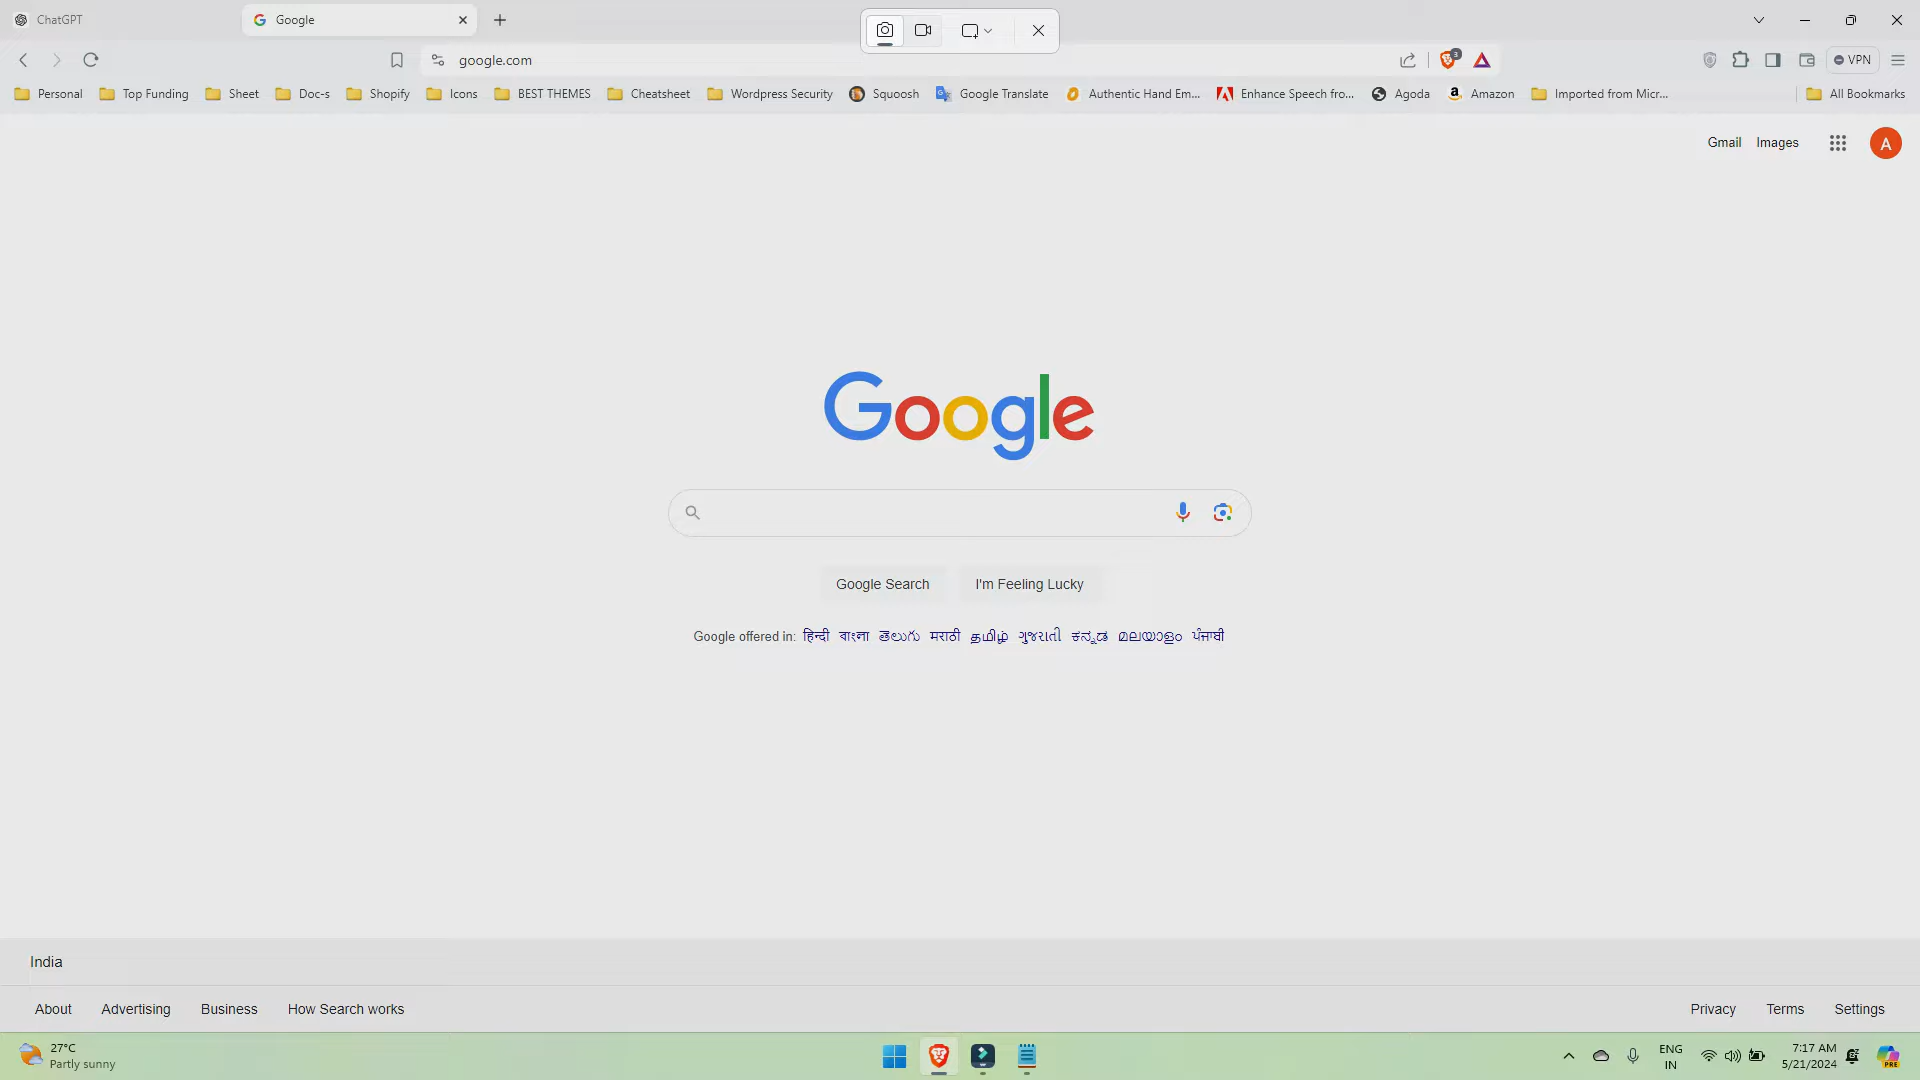 ChatGPT
Google
google.com
3
VPN
Personal
Top Funding
Sheet
Doc-s
Shopify
Icons
BEST THEMES
Cheatsheet
Wordpress Security
Squoosh
Google Translate
Authentic Hand Em...
Enhance Speech fro...
Agoda
Amazon
Imported from Micr...
All Bookmarks
Gmail
Images
A
Google
Google Search
I'm Feeling Lucky
Google offered in: हिन्दी বাংলা తెలుగు मराठी தமிழ் ગુજરાતી ಕನ್ನಡ മലയാളം ਪੰਜਾਬੀ
India
About
Advertising
Business
How Search works
Privacy
Terms
Settings
27°C
Partly sunny
ENG
IN
7:17 AM
5/21/2024
PRE